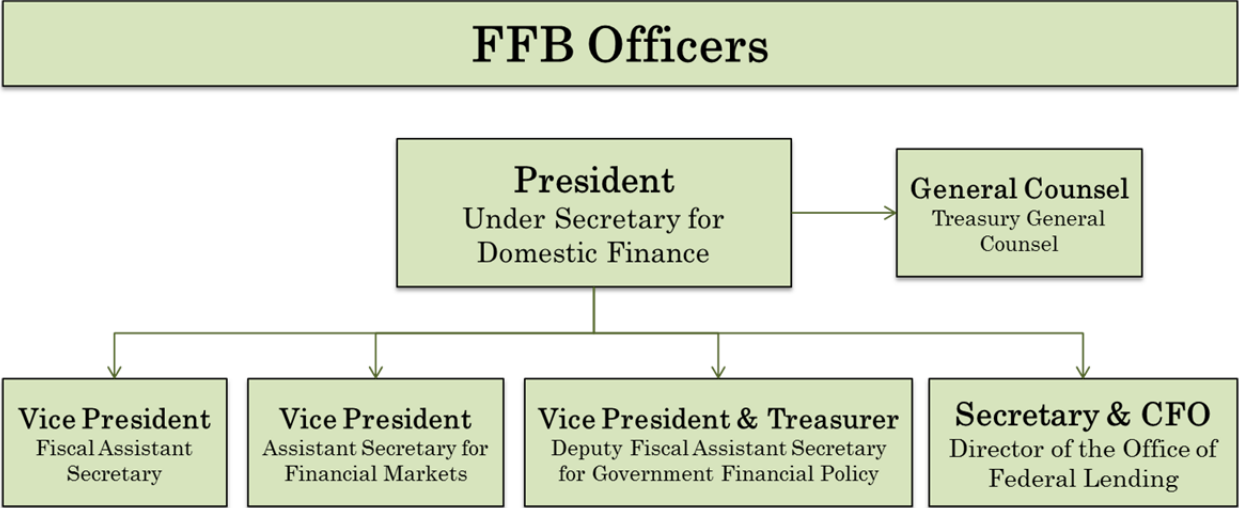 FFB Officers
President
Under Secretary for
Domestic Finance
General Counsel
Treasury General
Counsel
Vice President
Fiscal Assistant
Secretary
Vice President
Assistant Secretary for
Financial Markets
Vice President & Treasurer
Deputy Fiscal Assistant Secretary
for Government Financial Policy
Secretary & CFO
Director of the Office of
Federal Lending